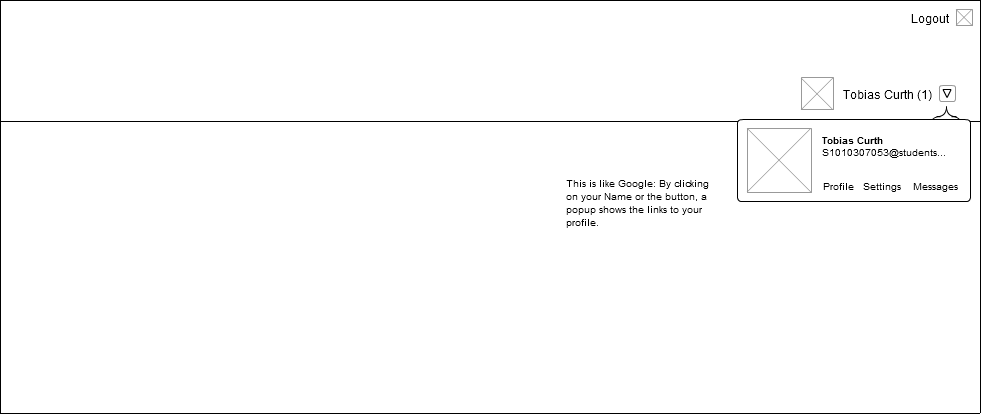 Logout
Tobias Curth (1)
Tobias Curth
S1010307053@students...
Profile Settings Messages
This is like Google: By clicking
on your Name or the button, a
popup shows the links to your
profile.